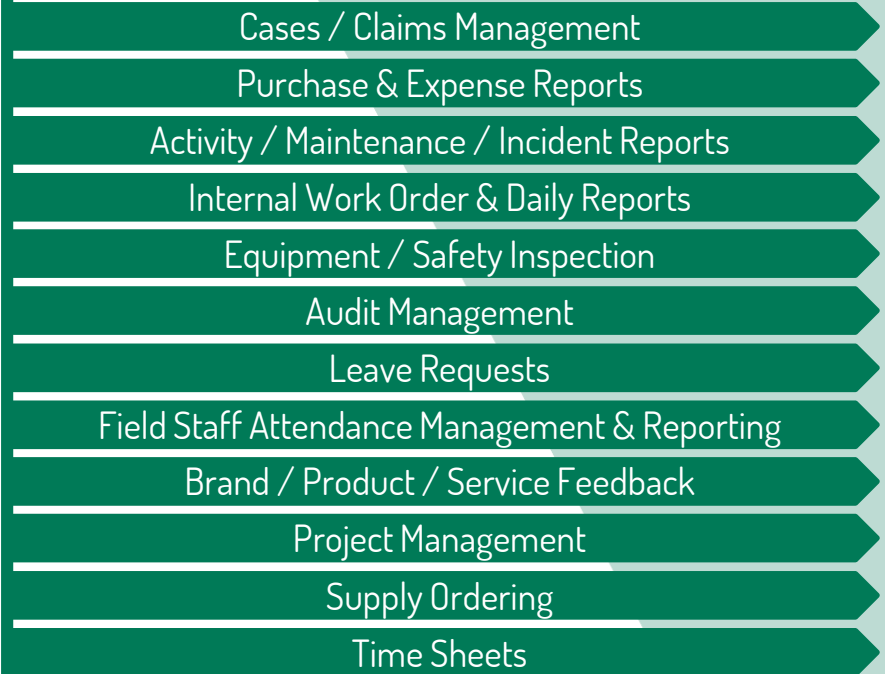 Cases / Claims Management
Purchase & Expense Reports
Activity / Maintenance / Incident Reports
Internal Work Order & Daily Reports
Equipment / Safety Inspection
Audit Management
Leave Requests
Field Staff Attendance Management & Reporting
Brand / Product / Service Feedback
Project Management
Supply Ordering
Time Sheets